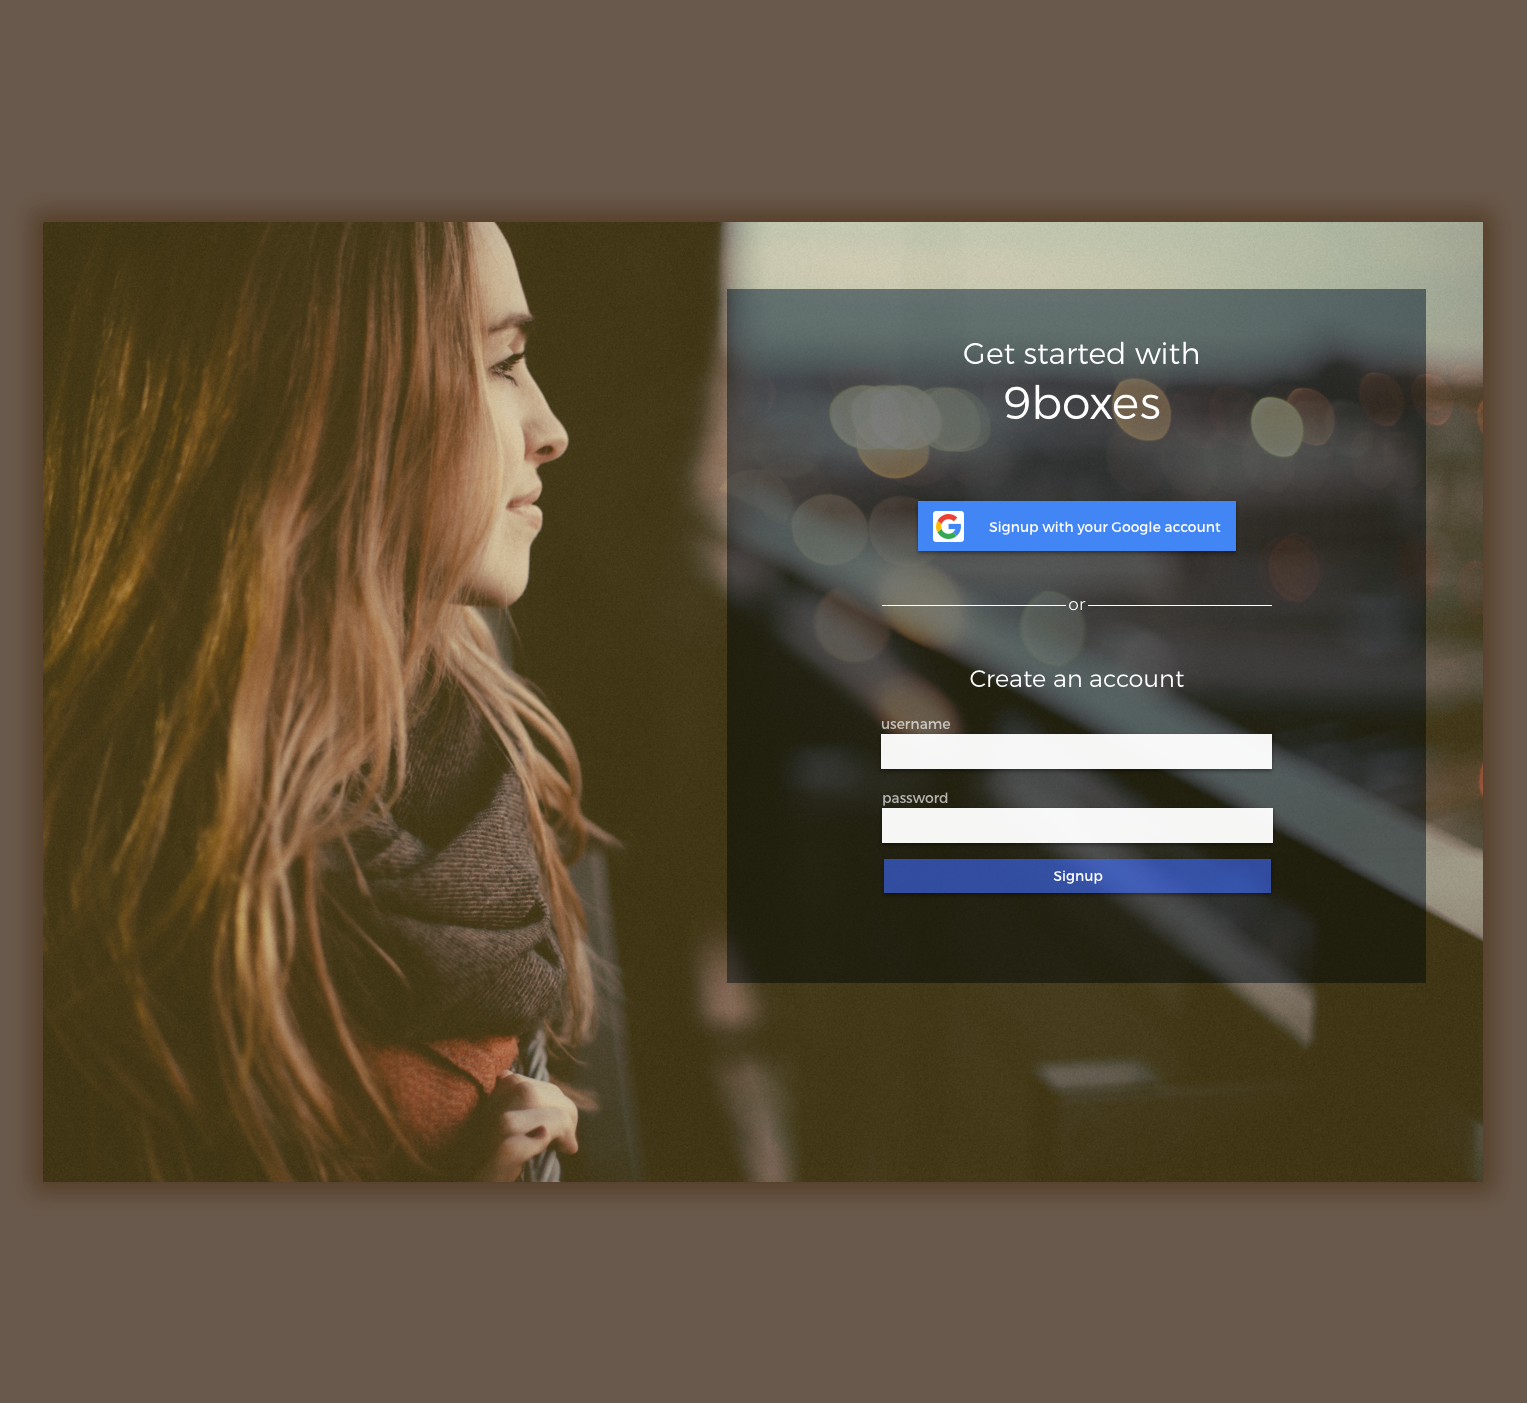 Get started with
9boxes
Signup with your Google account
or
Create an account
username
password
Signup